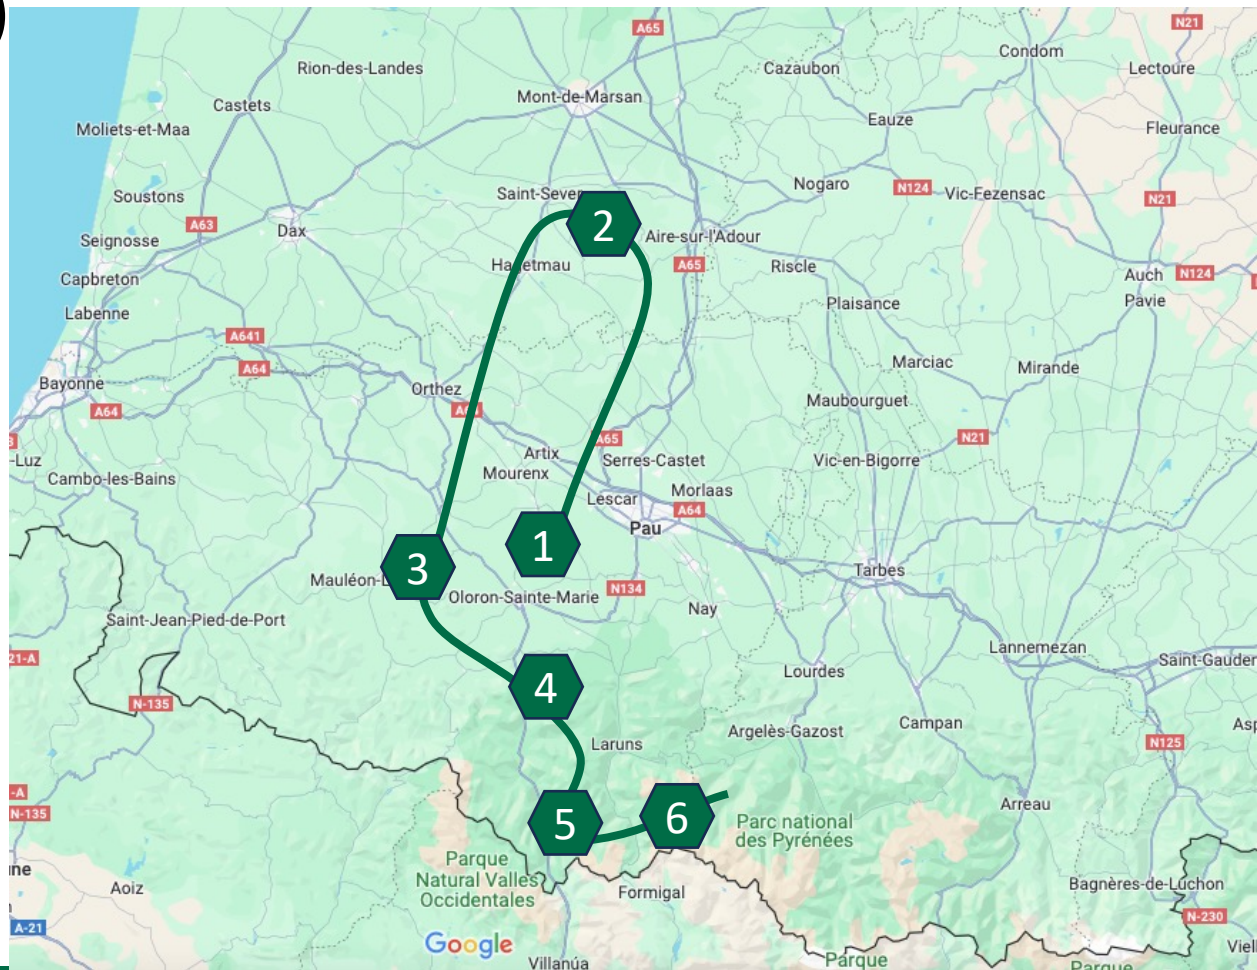 A65
N21
Condom
Rion-des-Landes
Cazaubon
Lectoure
Castets
Mont-de-Marsan
Eauze
Moliets-et-Maa
Fleurance
Soustons
Saint-Sever
Nogaro
N124
Vic-Fezensac
N21
A63
Dax
2
Seignosse
Aire-sur-l'Adour
Hagetmau
A65
Riscle
Auch
N124
Capbreton
Pavie
Labenne
Plaisance
A641
A64
Marciac
Mirande
Bayonne
Orthez
Maubourguet
A64
N21
A65
-Luz
Artix
Serres-Castet
Vic-en-Bigorre
Cambo-les-Bains
Mourenx
Lescar
Morlaas
A64
Pau
1
3
Tarbes
Mauléon-L
Oloron-Sainte-Marie
N134
Nay
Saint-Jean-Pied-de-Port
21-A
Lannemezan
Saint-Gauder
Lourdes
4
N-135
Argelès-Gazost
Campan
Asp
Laruns
N125
-A
N-135
Arreau
5
6
Parc national
des Pyrénées
Parque
Natural Valles
Occidentales
Aoiz
Formigal
Bagnères-de-Luchon
N-230
A-21
Google
Viell
Villanúa
Parque
Parque